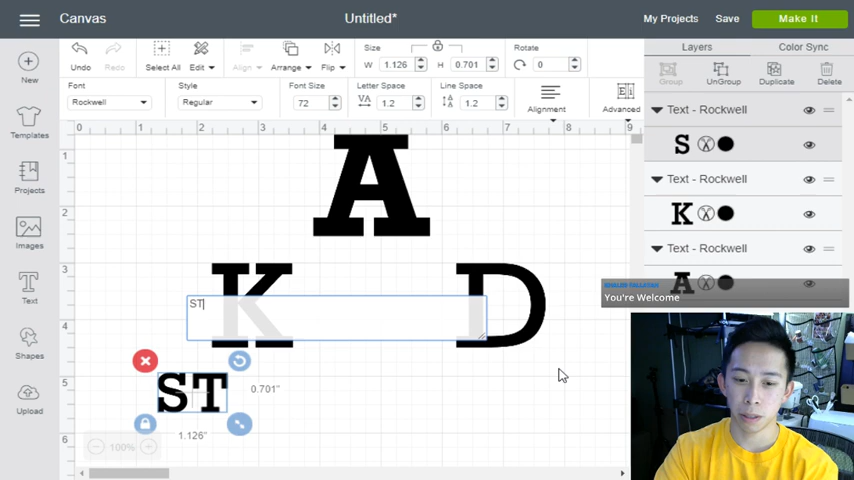 Canvas
Untitled*
My Projects
Save
Make It
New
Templates
Projects
Images
Text
Shapes
Upload
Undo
Redo
Select All
Edit
Align
Arrange
Flip
Size
W 1.126 H 0.701
Rotate
0
Font
Rockwell
Style
Regular
Font Size
72
Letter Space
VA 1.2
Line Space
1.2
Alignment
Advanced
0 1 2 3 4 5 6 7 8 9
1
2
3
4
5
6
A
K D
ST
ST
0.701"
1.126"
100%
Layers
Color Sync
Group
UnGroup
Duplicate
Delete
Text - Rockwell
S
Text - Rockwell
K
Text - Rockwell
A
KHALED FALLATAH
You're Welcome